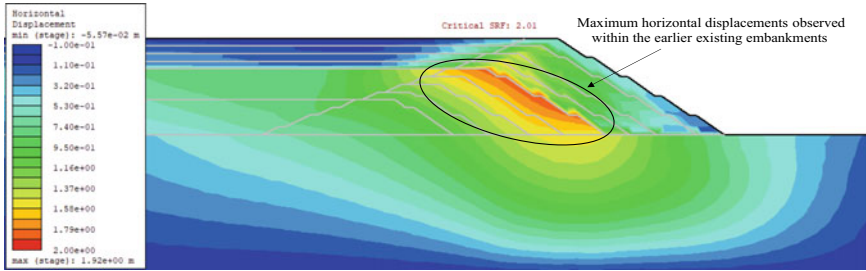 Horizontal
Displacement
min (stage): -5.57e-02 m
-1.00e-01
1.10e-01
3.20e-01
5.30e-01
7.40e-01
9.50e-01
1.16e+00
1.37e+00
1.58e+00
1.79e+00
2.00e+00
max (stage): 1.92e+00 m
Critical SRF: 2.01
Maximum horizontal displacements observed
within the earlier existing embankments